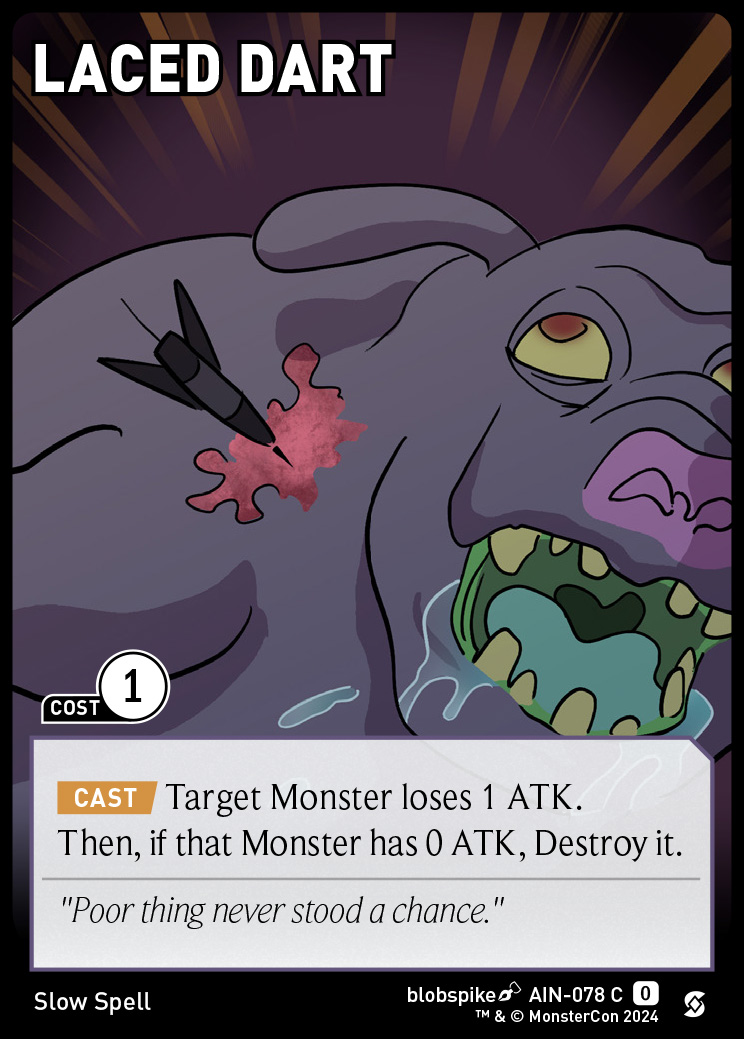 LACED DART
COST 1
CAST Target Monster loses 1 ATK.
Then, if that Monster has 0 ATK, Destroy it.
"Poor thing never stood a chance."
Slow Spell
blobspike AIN-078 C 0
™ & © MonsterCon 2024